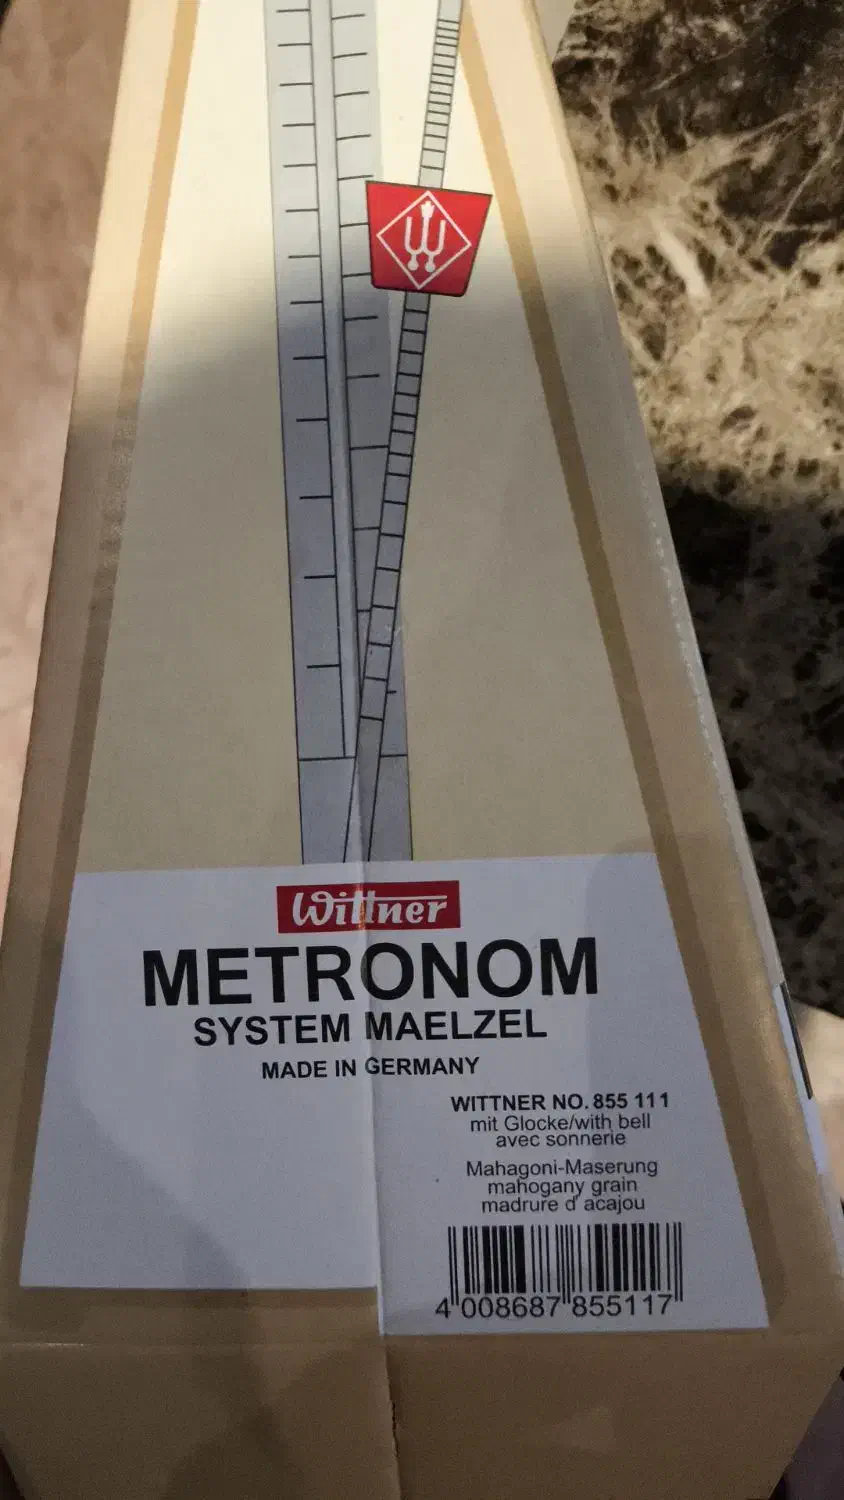 Wittner
METRONOM
SYSTEM MAELZEL
MADE IN GERMANY
WITTNER NO. 855 111
mit Glocke/with bell
avec sonnerie
Mahagoni-Maserung
mahogany grain
madrure d' acajou
4 008687 855117